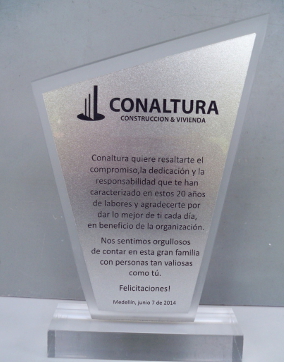 CONALTURA
CONSTRUCCION & VIVIENDA
Conaltura quiere resaltarte el
compromiso,la dedicación y la
responsabilidad que te han
caracterizado en estos 20 años
de labores y agradecerte por
dar lo mejor de ti cada día,
en beneficio de la organización.
Nos sentimos orgullosos
de contar en esta gran familia
con personas tan valiosas
como tú.
Felicitaciones!
Medellín, junio 7 de 2014